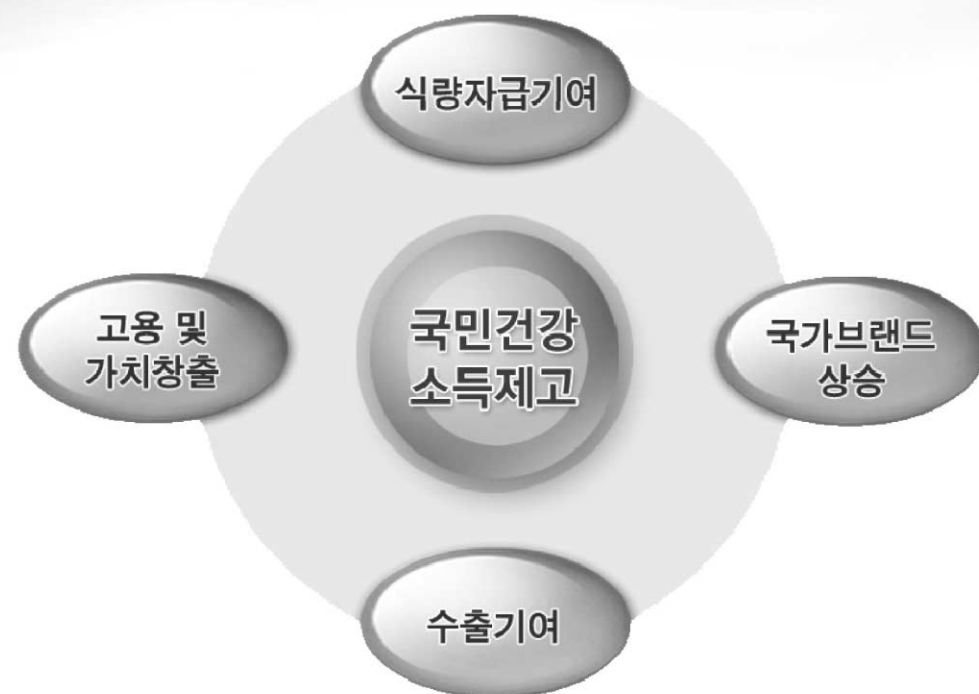 식량자급기여
고용 및
가치창출
국민건강
소득제고
국가브랜드
상승
수출기여